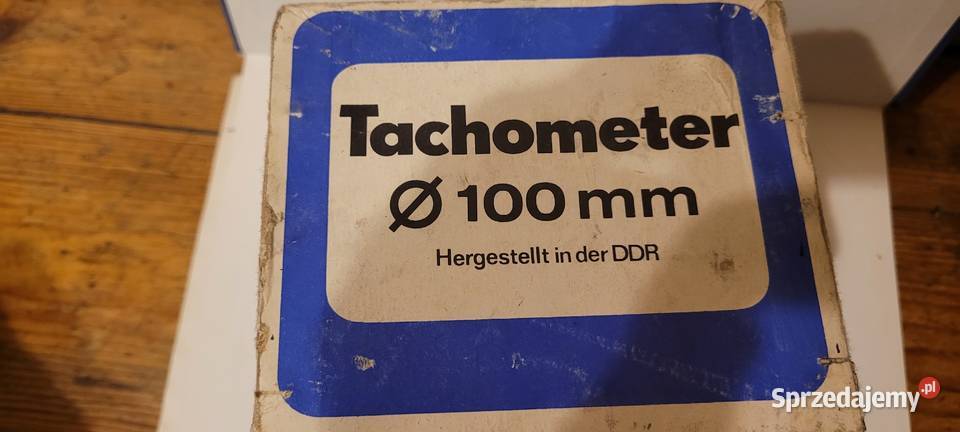 Tachometer
Ø 100 mm
Hergestellt in der DDR
Sprzedajemy.pl